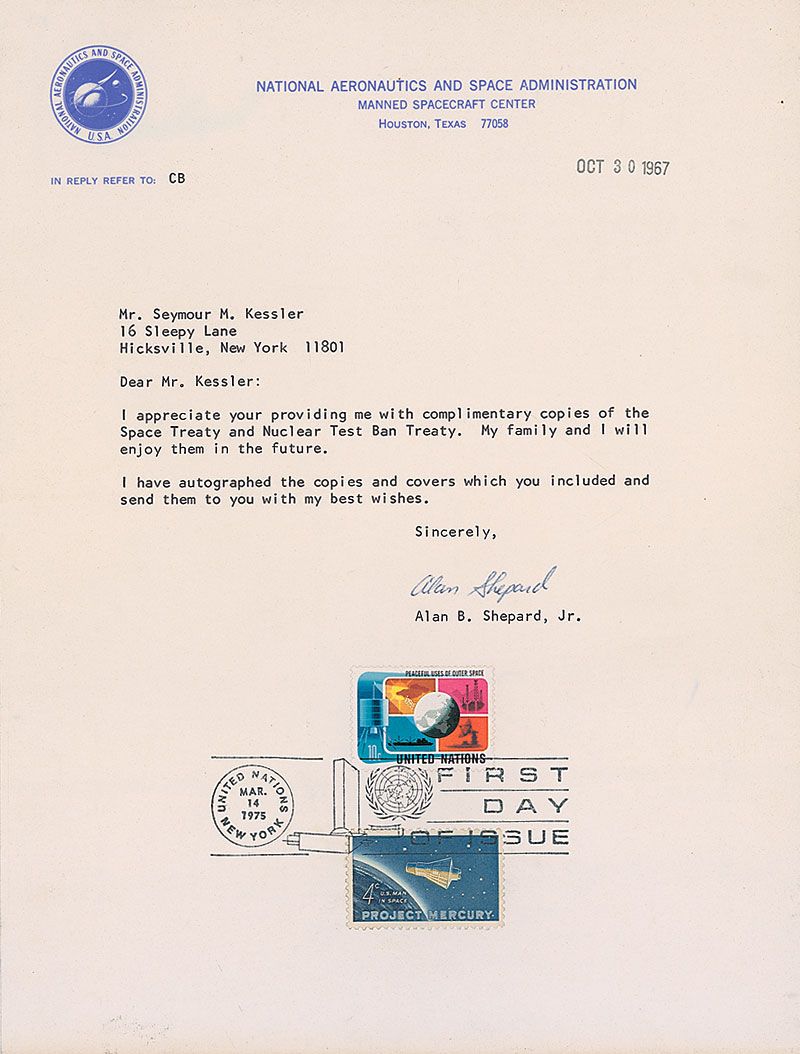 NATIONAL AERONAUTICS AND SPACE ADMINISTRATION
U.S.A.
NATIONAL AERONAUTICS AND SPACE ADMINISTRATION
MANNED SPACECRAFT CENTER
HOUSTON, TEXAS 77058
OCT 30 1967
IN REPLY REFER TO: CB
Mr. Seymour M. Kessler
16 Sleepy Lane
Hicksville, New York 11801
Dear Mr. Kessler:
I appreciate your providing me with complimentary copies of the
Space Treaty and Nuclear Test Ban Treaty. My family and I will
enjoy them in the future.
I have autographed the copies and covers which you included and
send them to you with my best wishes.
Sincerely,
Alan Shepard
Alan B. Shepard, Jr.
PEACEFUL USES OF OUTER SPACE
10c
UNITED NATIONS
UNITED NATIONS
MAR.
14
1975
NEW YORK
FIRST
DAY
OF ISSUE
4c
U.S. MAN
IN SPACE
PROJECT MERCURY